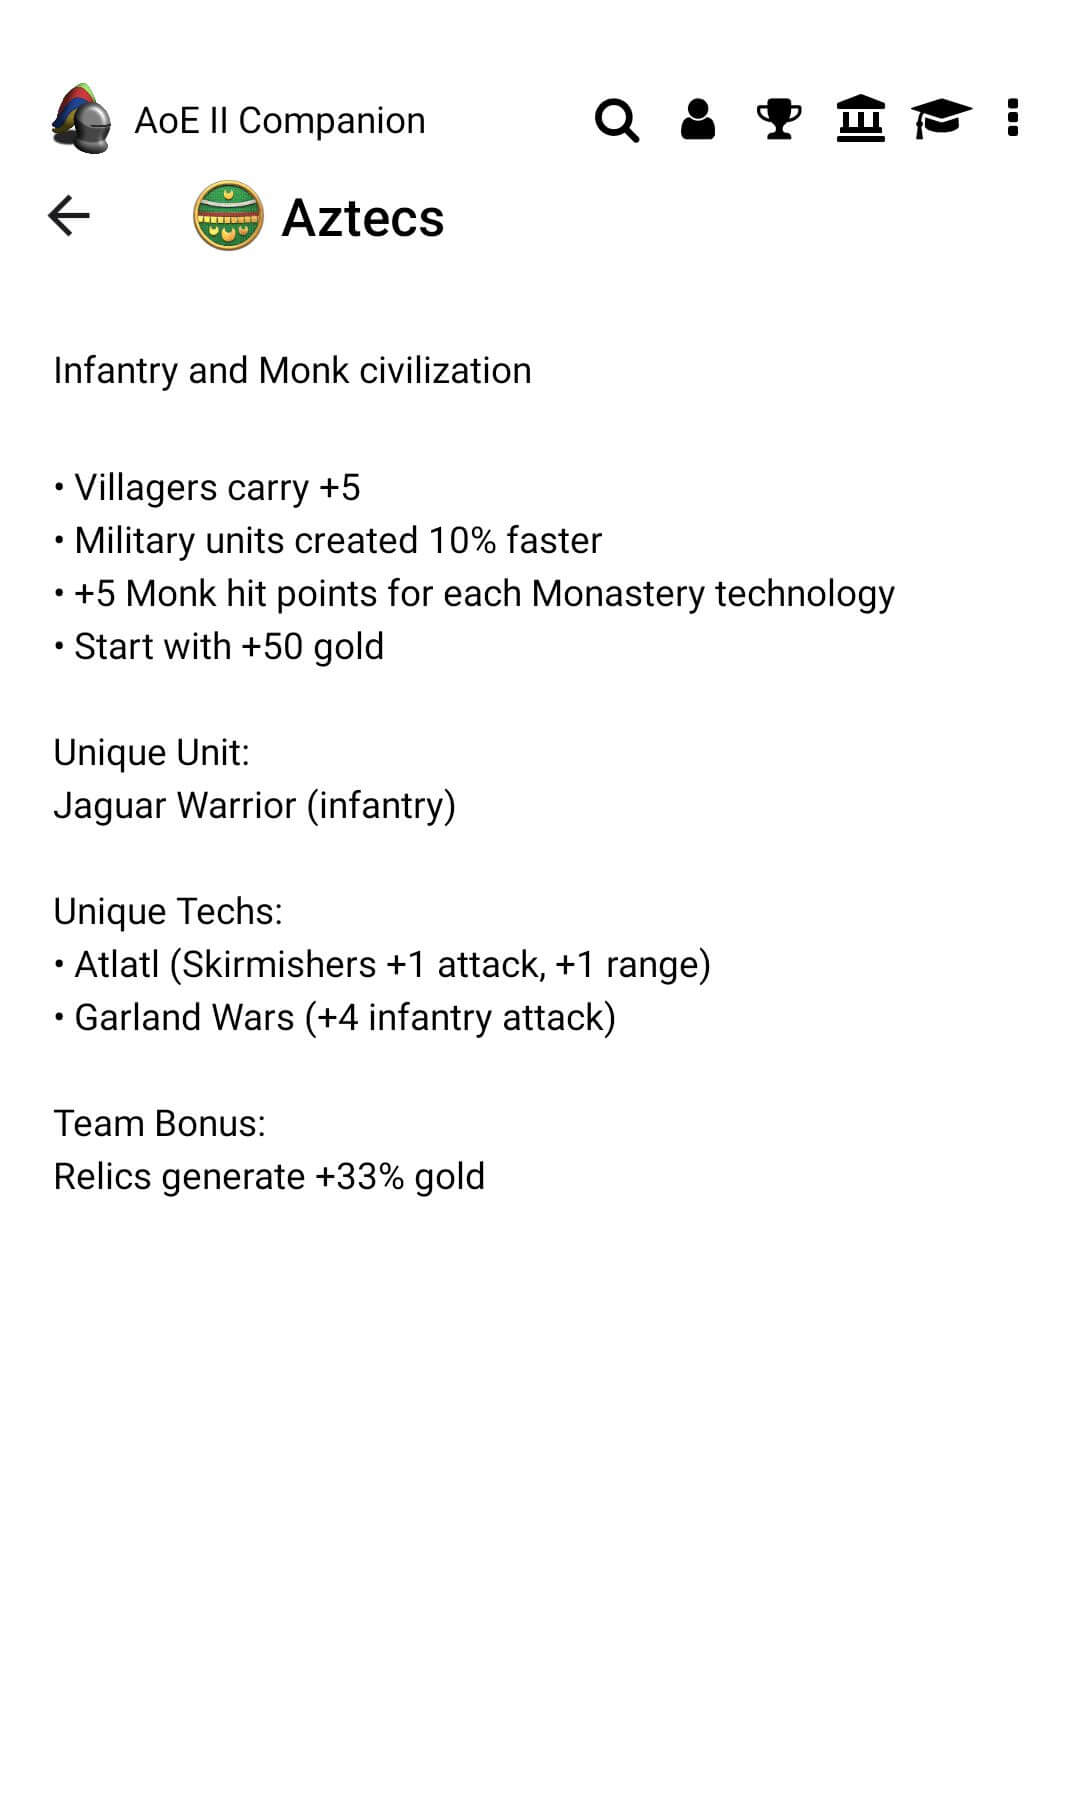 AoE II Companion
Aztecs
Infantry and Monk civilization
• Villagers carry +5
• Military units created 10% faster
• +5 Monk hit points for each Monastery technology
• Start with +50 gold
Unique Unit:
Jaguar Warrior (infantry)
Unique Techs:
• Atlatl (Skirmishers +1 attack, +1 range)
• Garland Wars (+4 infantry attack)
Team Bonus:
Relics generate +33% gold